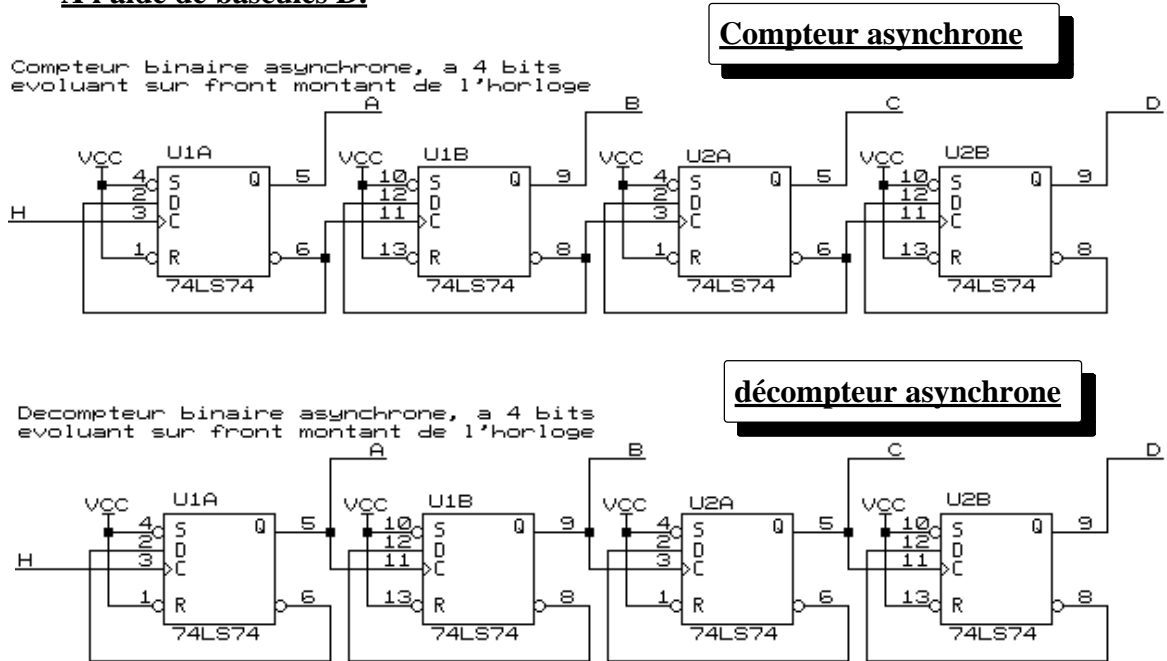 A l'aide de bascules D:
Compteur asynchrone
Compteur binaire asynchrone, a 4 bits
evoluant sur front montant de l'horloge
A B C D
VCC U1A VCC U1B VCC U2A VCC U2B
4 S Q 5 10 S Q 9 4 S Q 5 10 S Q 9
2 D 12 D 2 D 12 D
H 3 C 11 C 3 C 11 C
1 R 6 13 R 8 1 R 6 13 R 8
74LS74 74LS74 74LS74 74LS74
décompteur asynchrone
Decompteur binaire asynchrone, a 4 bits
evoluant sur front montant de l'horloge
A B C D
VCC U1A VCC U1B VCC U2A VCC U2B
4 S Q 5 10 S Q 9 4 S Q 5 10 S Q 9
2 D 12 D 2 D 12 D
H 3 C 11 C 3 C 11 C
1 R 6 13 R 8 1 R 6 13 R 8
74LS74 74LS74 74LS74 74LS74